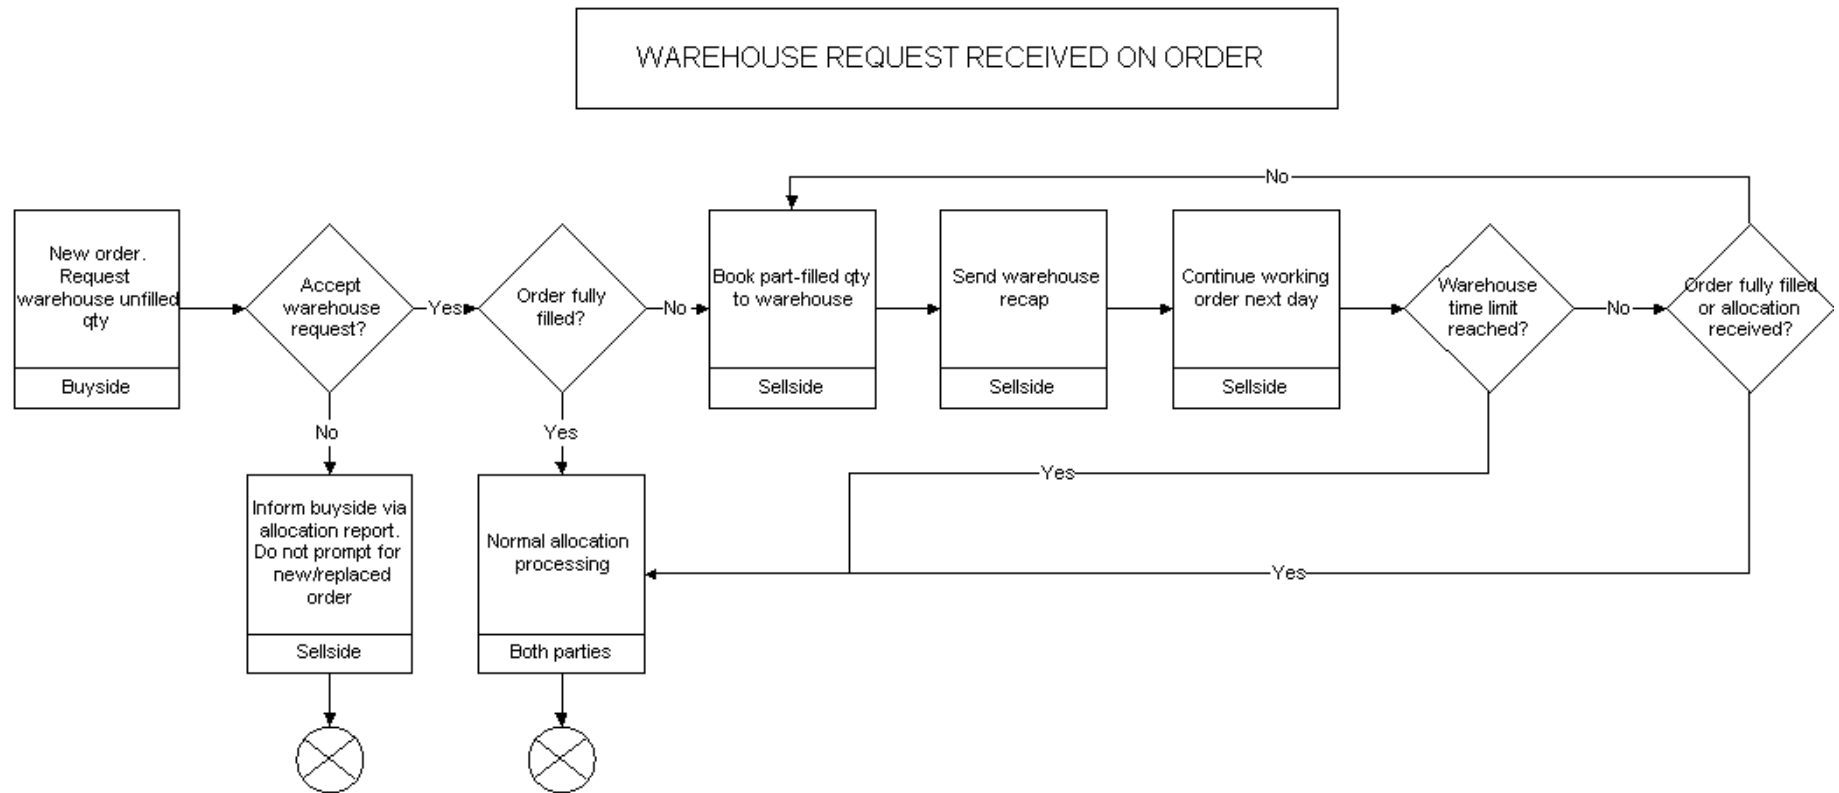 WAREHOUSE REQUEST RECEIVED ON ORDER
No
New order.
Request
warehouse unfilled
qty
Buyside
Accept
warehouse
request?
Yes
Order fully
filled?
No
Book part-filled qty
to warehouse
Sellside
Send warehouse
recap
Sellside
Continue working
order next day
Sellside
Warehouse
time limit
reached?
No
Order fully filled
or allocation
received?
No
Yes
Yes
Inform buyside via
allocation report.
Do not prompt for
new/replaced
order
Sellside
Normal allocation
processing
Both parties
Yes